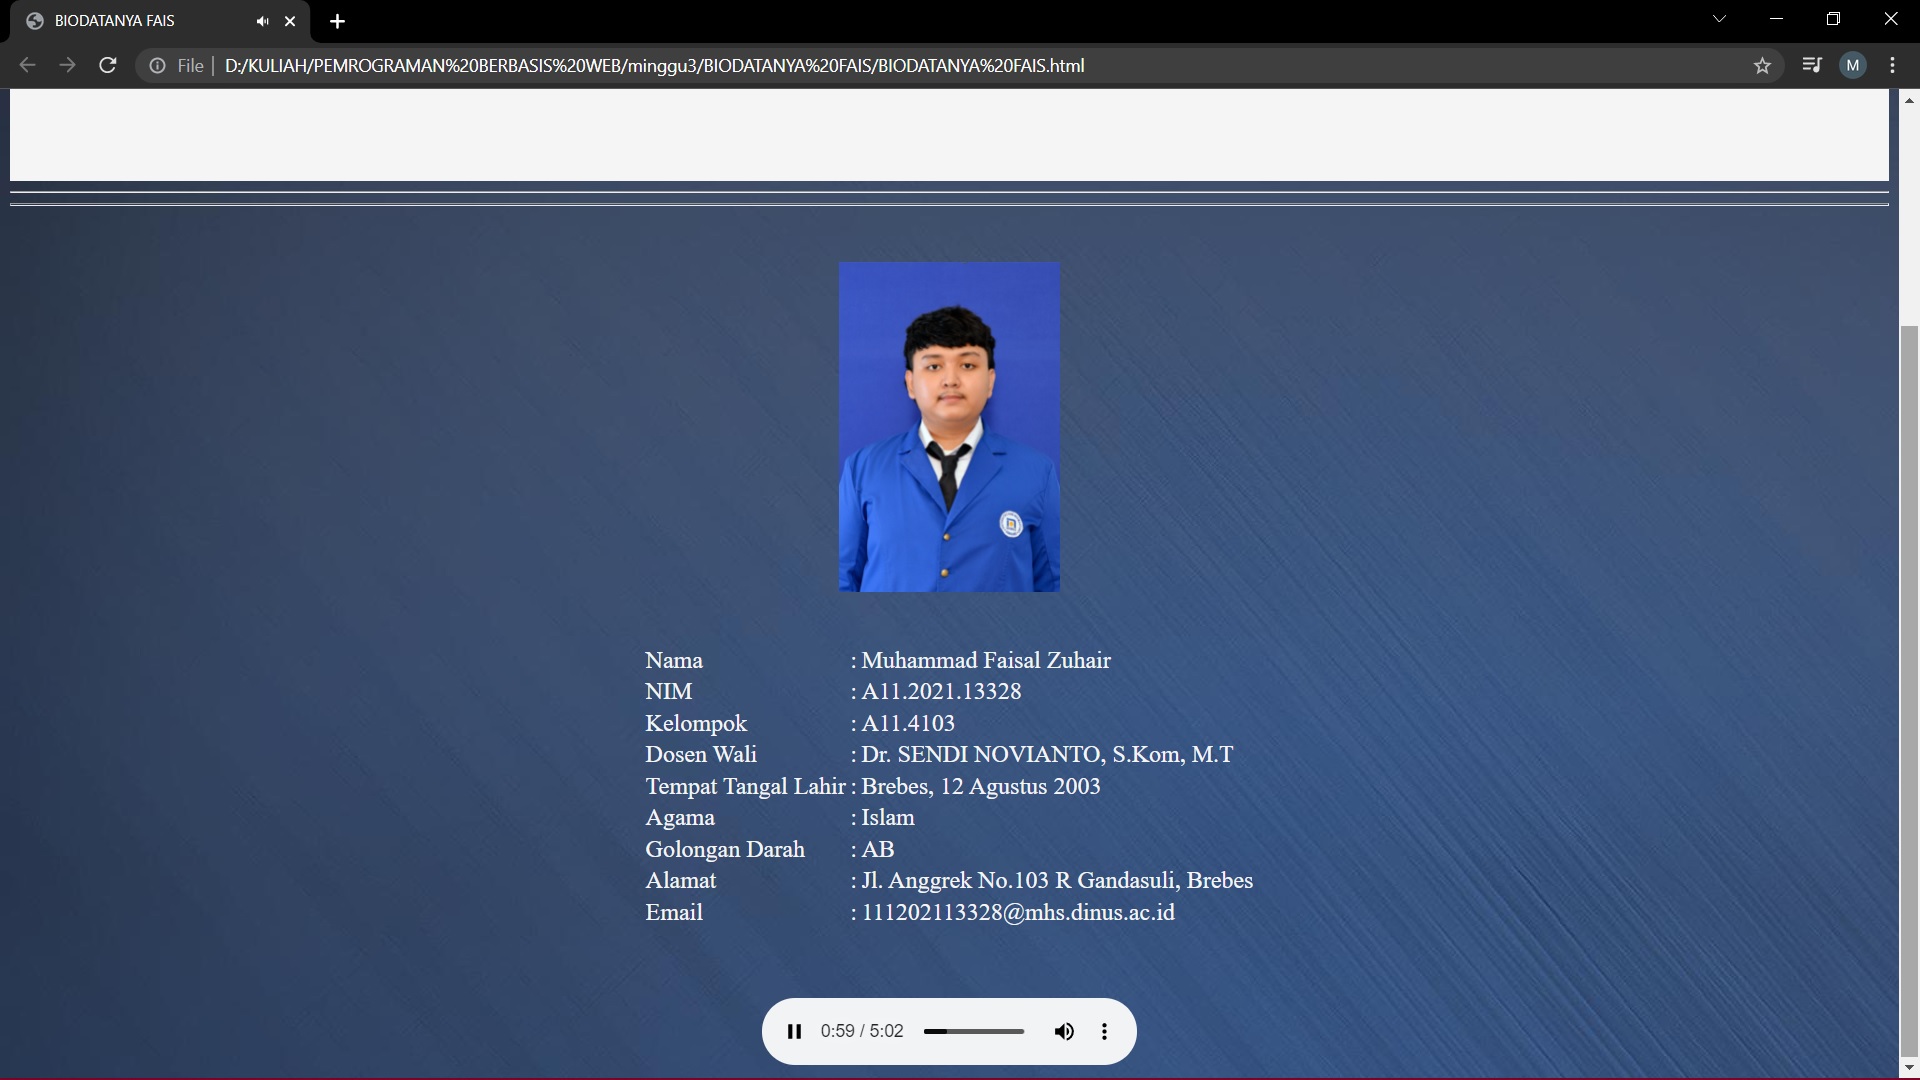 BIODATANYA FAIS
File | D:/KULIAH/PEMROGRAMAN%20BERBASIS%20WEB/minggu3/BIODATANYA%20FAIS/BIODATANYA%20FAIS.html
M
Nama : Muhammad Faisal Zuhair
NIM : A11.2021.13328
Kelompok : A11.4103
Dosen Wali : Dr. SENDI NOVIANTO, S.Kom, M.T
Tempat Tangal Lahir : Brebes, 12 Agustus 2003
Agama : Islam
Golongan Darah : AB
Alamat : Jl. Anggrek No.103 R Gandasuli, Brebes
Email : 111202113328@mhs.dinus.ac.id
0:59 / 5:02